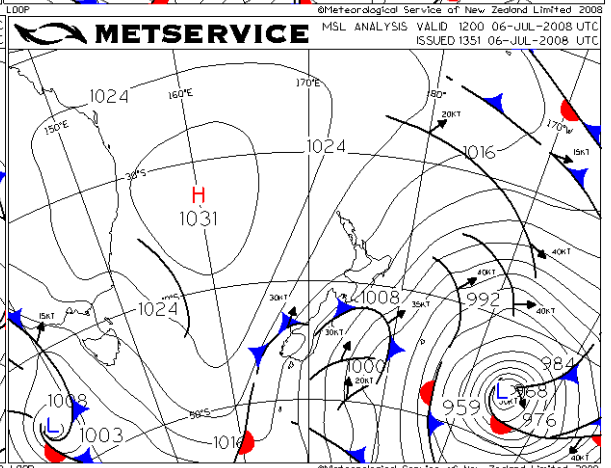 LOOP
©Meteorological Service of New Zealand Limited 2008
METSERVICE
MSL ANALYSIS VALID 1200 06-JUL-2008 UTC
ISSUED 1351 06-JUL-2008 UTC
1024
160°E
170°E
180°
20KT
150°E
170°W
1024
1016
15KT
30°S
H
1031
40KT
40KT
1024
40°S
30KT
1008
35KT
992
40KT
15KT
30KT
1000
20KT
984
L
968
1008
50°S
959
976
L
1003
1016
40KT
©Meteorological Service of New Zealand Limited 2008